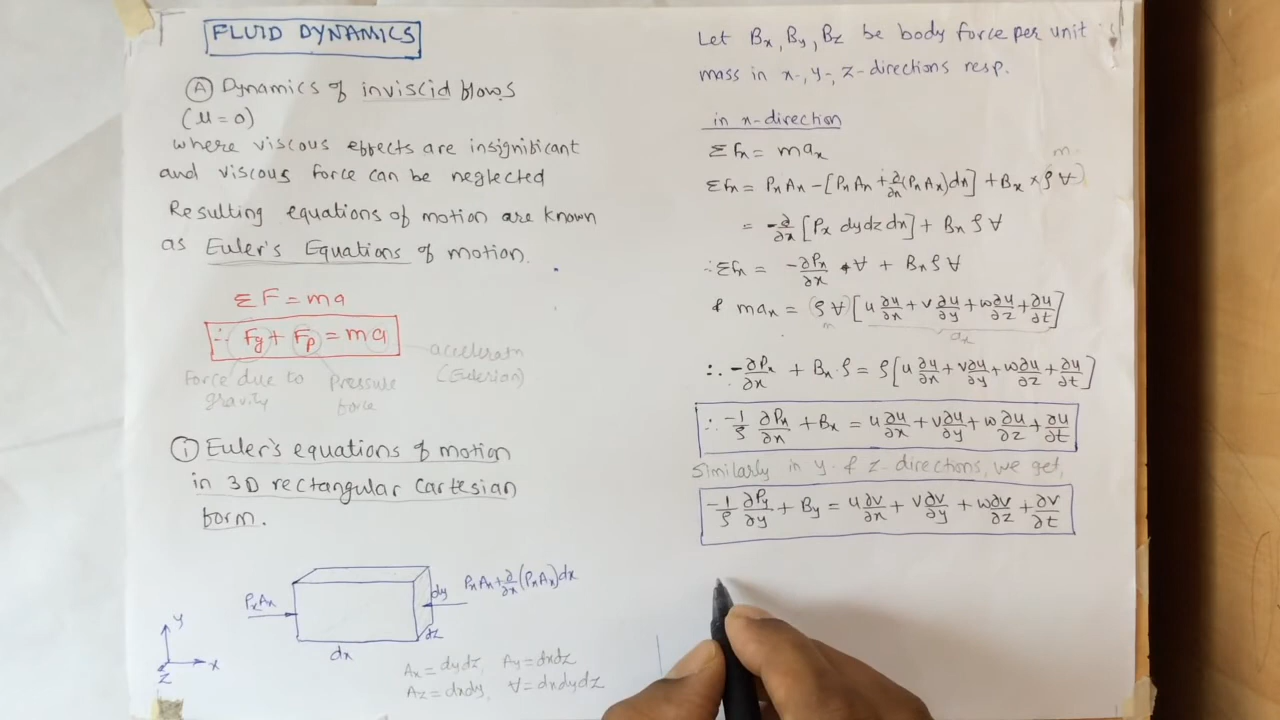 FLUID DYNAMICS
Ⓐ Dynamics of inviscid flows
(μ = 0)
where viscous effects are insignificant
and viscous force can be neglected
Resulting equations of motion are known
as Euler's Equations of motion.
ΣF = ma
∴ Fg + Fp = ma
Force due to gravity
Pressure force
acceleratn (Eulerian)
① Euler's equations of motion
in 3D rectangular cartesian
form.
PxAx
PxAx + ∂/∂x (PxAx)dx
dy
dz
dx
y
x
z
Ax = dydz, Ay = dxdz
Az = dxdy, ∀ = dxdydz
Let Bx, By, Bz be body force per unit
mass in x-, y-, z-directions resp.
in x-direction
ΣFx = max
m
ΣFx = PxAx - [PxAx + ∂/∂x (PxAx)dx] + Bx × (ρ∀)
= -∂/∂x [Px dydz dx] + Bx ρ∀
∴ ΣFx = -∂Px/∂x ∀ + Bx ρ∀
& max = (ρ∀) [u ∂u/∂x + v ∂u/∂y + w ∂u/∂z + ∂u/∂t]
m
ax
∴ -∂Px/∂x + Bx·ρ = ρ[u ∂u/∂x + v ∂u/∂y + w ∂u/∂z + ∂u/∂t]
∴ -1/ρ ∂Px/∂x + Bx = u ∂u/∂x + v ∂u/∂y + w ∂u/∂z + ∂u/∂t
Similarly in y- & z- directions, we get,
-1/ρ ∂Py/∂y + By = u ∂v/∂x + v ∂v/∂y + w ∂v/∂z + ∂v/∂t